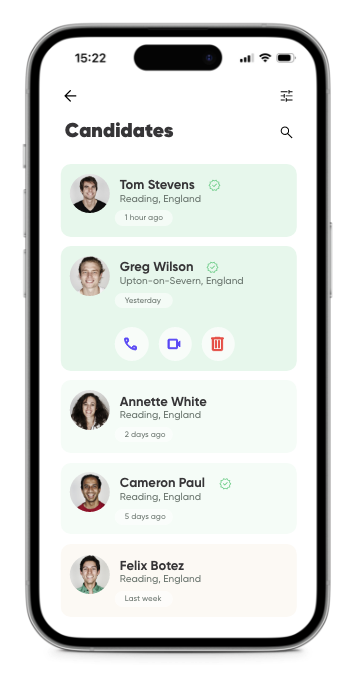 15:22
Candidates
Tom Stevens
Reading, England
1 hour ago
Greg Wilson
Upton-on-Severn, England
Yesterday
Annette White
Reading, England
2 days ago
Cameron Paul
Reading, England
5 days ago
Felix Botez
Reading, England
Last week